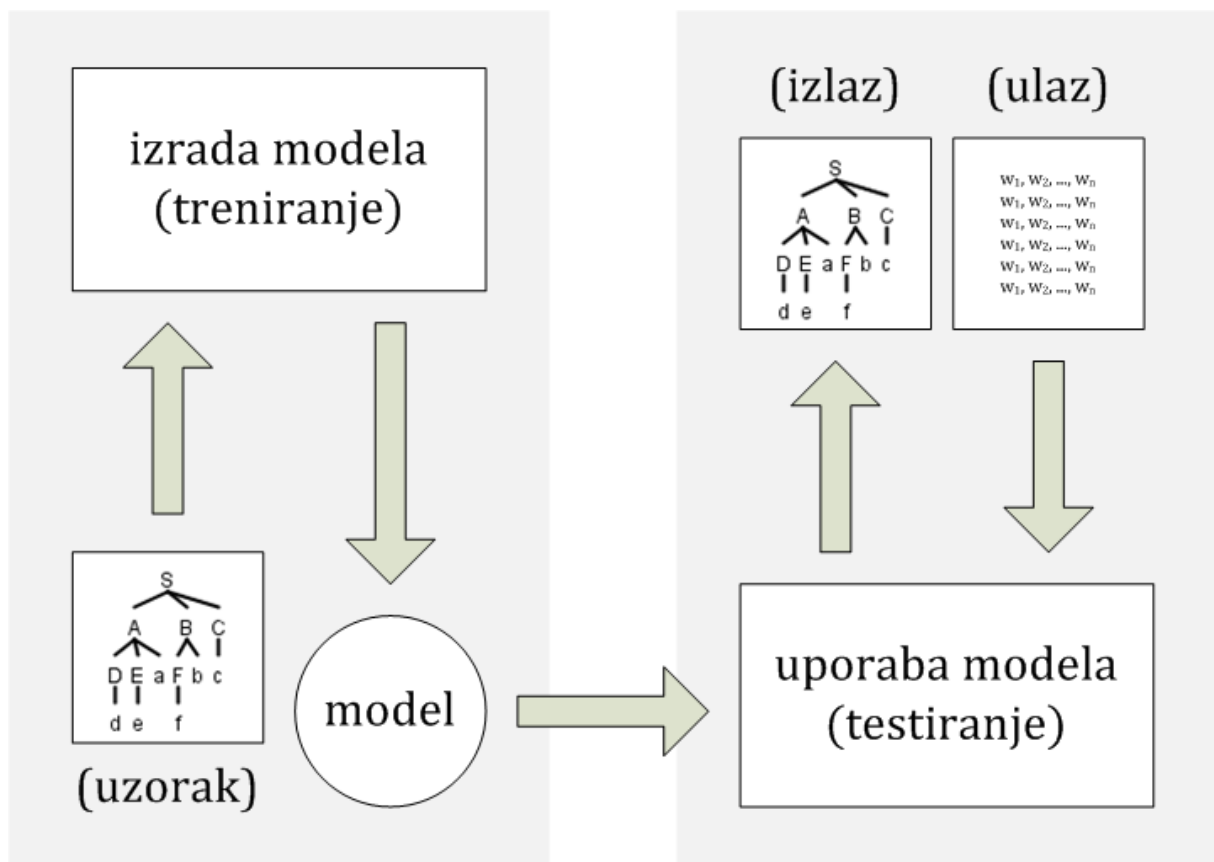 izrada modela
(treniranje)
S
A B C
D E a F b c
d e f
(uzorak)
model
(izlaz)
(ulaz)
S
A B C
D E a F b c
d e f
w₁, w₂, ..., wₙ
w₁, w₂, ..., wₙ
w₁, w₂, ..., wₙ
w₁, w₂, ..., wₙ
w₁, w₂, ..., wₙ
w₁, w₂, ..., wₙ
uporaba modela
(testiranje)